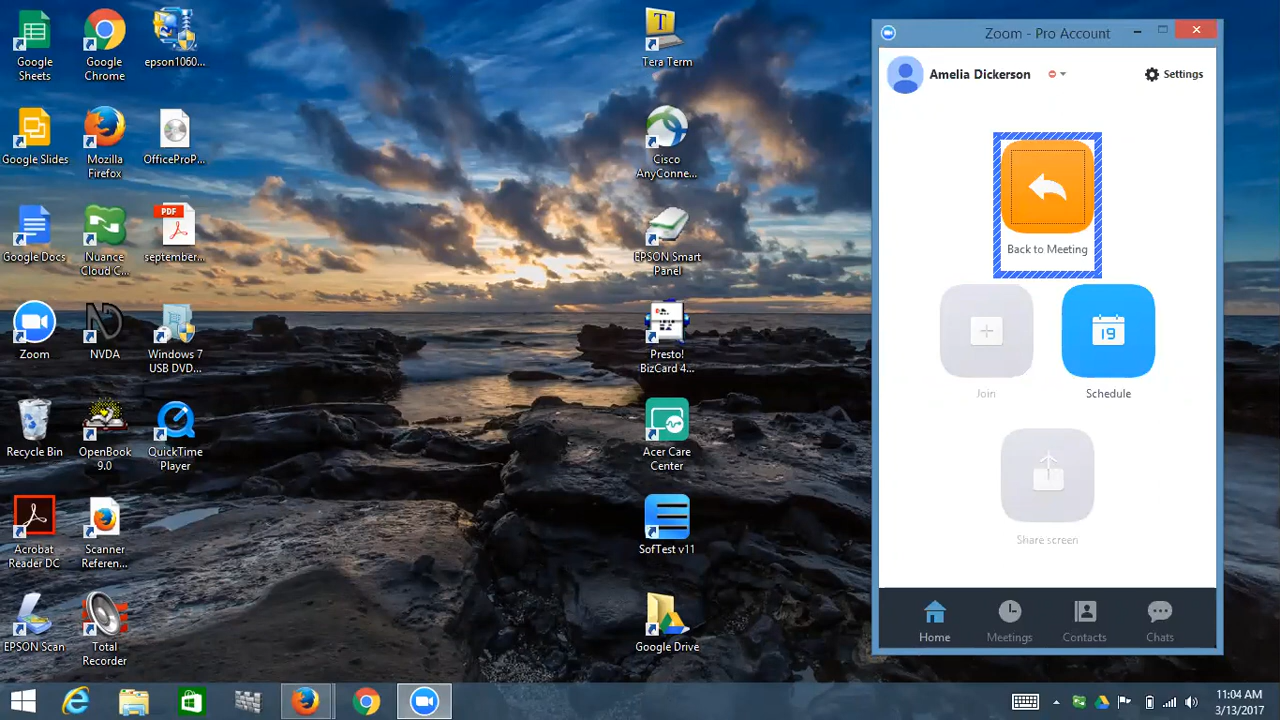 Google
Sheets
Google
Chrome
epson1060...
Google Slides
Mozilla
Firefox
OfficeProP...
Google Docs
Nuance
Cloud C...
PDF
september...
Zoom
NVDA
Windows 7
USB DVD...
Recycle Bin
OpenBook
9.0
QuickTime
Player
Acrobat
Reader DC
Scanner
Referen...
EPSON Scan
Total
Recorder
T
Tera Term
Cisco
AnyConne...
EPSON Smart
Panel
Presto!
BizCard 4...
Acer Care
Center
SofTest v11
Google Drive
Zoom - Pro Account
Amelia Dickerson
Settings
Back to Meeting
Join
19
Schedule
Share screen
Home
Meetings
Contacts
Chats
11:04 AM
3/13/2017